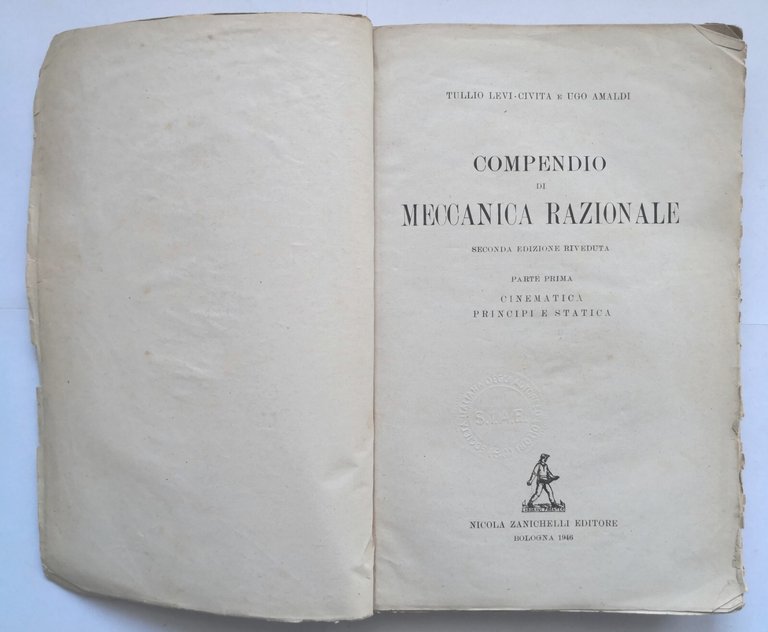 TULLIO LEVI-CIVITA E UGO AMALDI
COMPENDIO
DI
MECCANICA RAZIONALE
SECONDA EDIZIONE RIVEDUTA
PARTE PRIMA
CINEMATICA
PRINCIPI E STATICA
S.I.A.E.
NICOLA ZANICHELLI EDITORE
BOLOGNA 1946